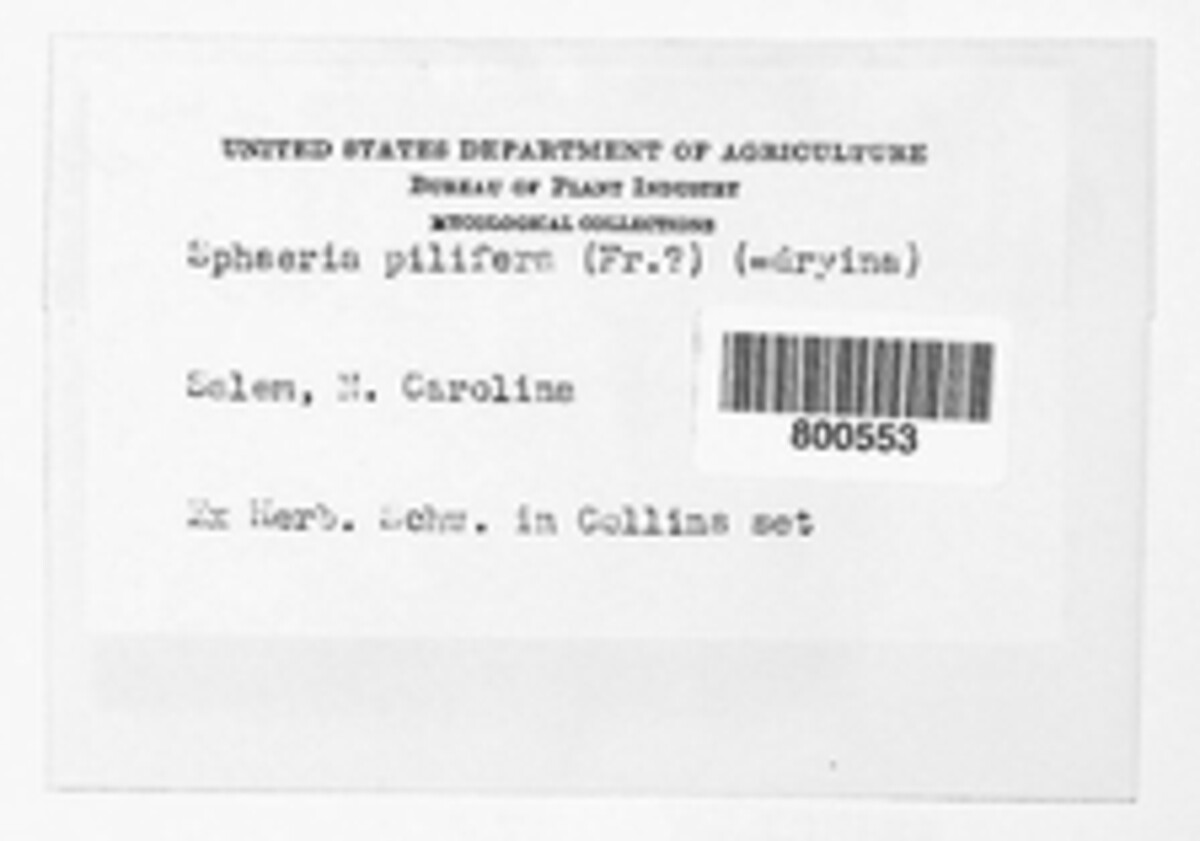 UNITED STATES DEPARTMENT OF AGRICULTURE
BUREAU OF PLANT INDUSTRY
MYCOLOGICAL COLLECTIONS
Sphaeria pilifera (Fr.?) (=dryina)
Salem, N. Carolina
800553
Ex Herb. Schw. in Collins set